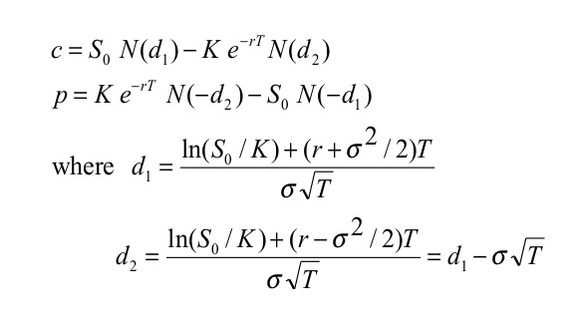 c = S₀ N(d₁) − K e⁻ʳᵀ N(d₂)
p = K e⁻ʳᵀ N(−d₂) − S₀ N(−d₁)
where d₁ = (ln(S₀ / K) + (r + σ² / 2)T) / (σ√T)
d₂ = (ln(S₀ / K) + (r − σ² / 2)T) / (σ√T) = d₁ − σ√T